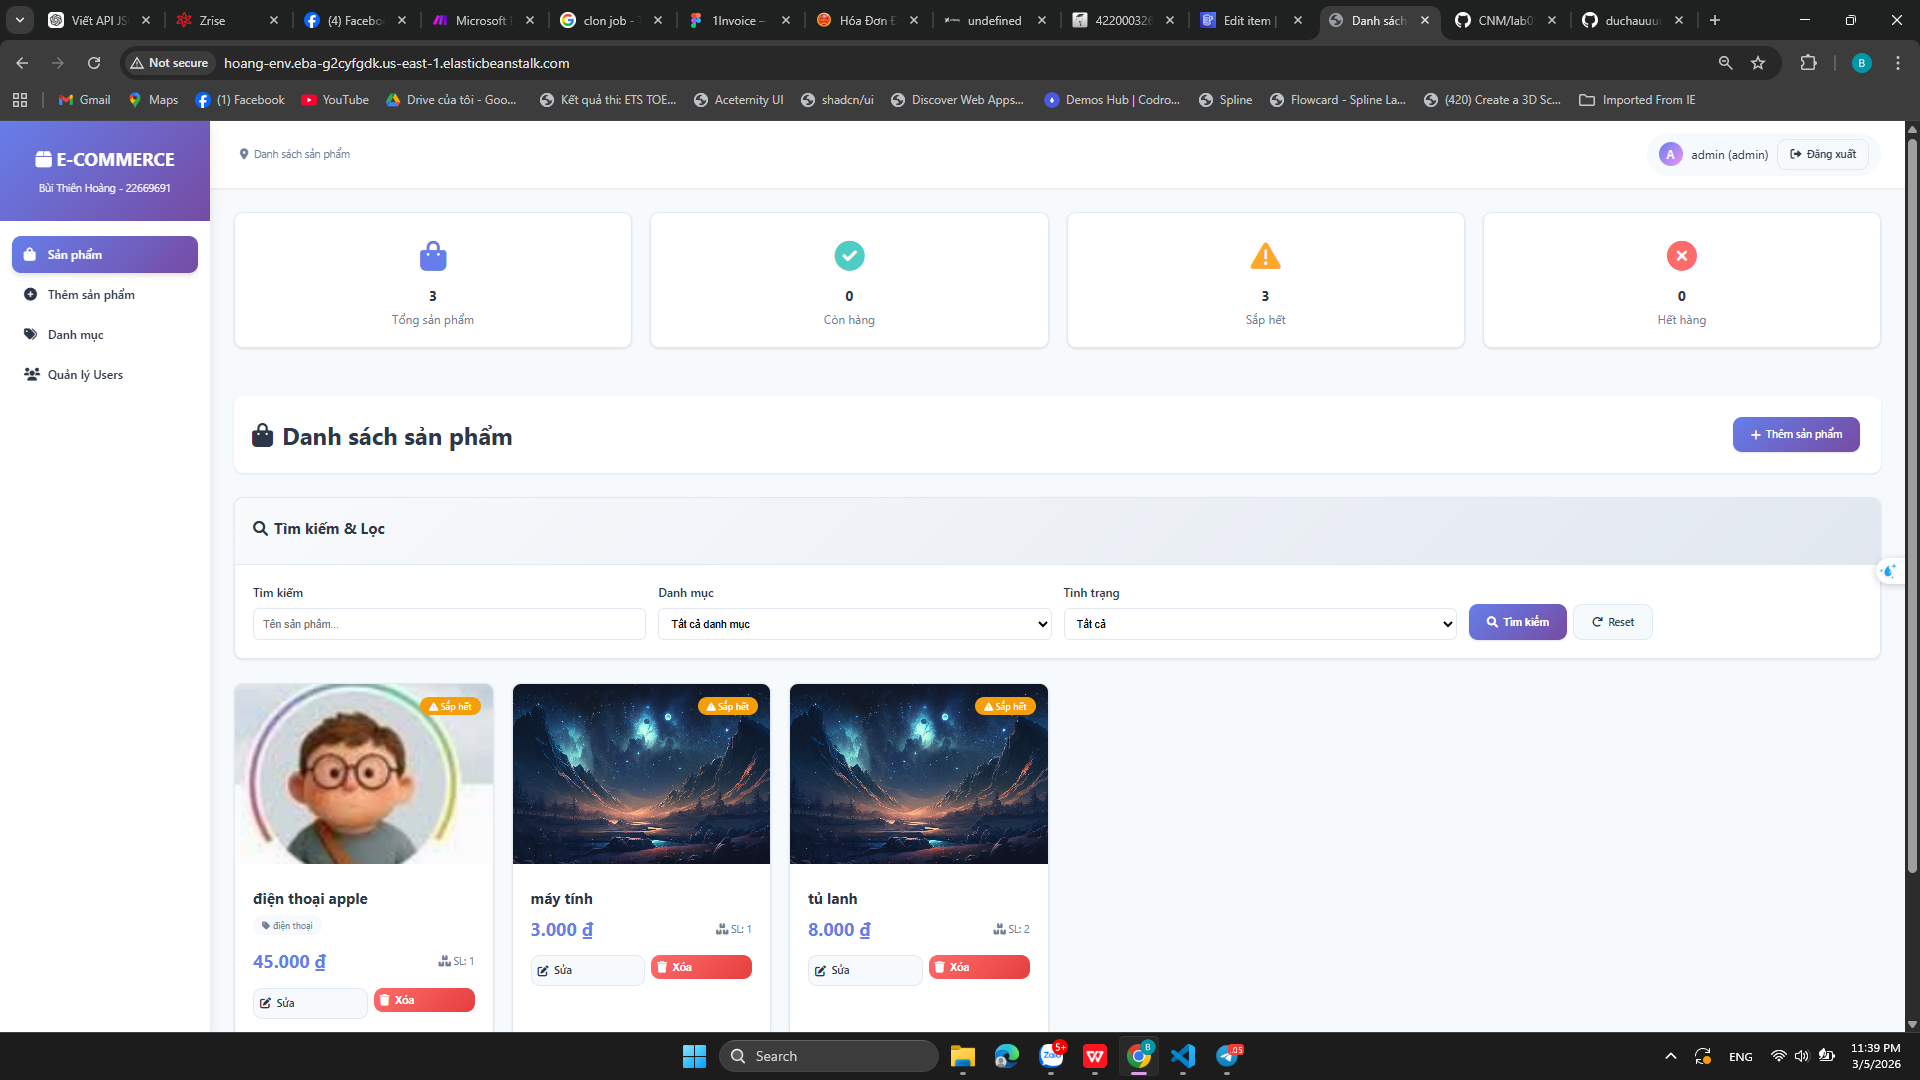 Viết API JS
Zrise
(4) Facebo
Microsoft
clon job - T
1Invoice –
Hóa Đơn Đ
undefined
422000326
Edit item |
Danh sách
CNM/lab0
duchauuu
Not secure
hoang-env.eba-g2cyfgdk.us-east-1.elasticbeanstalk.com
B
Gmail
Maps
(1) Facebook
YouTube
Drive của tôi - Goo...
Kết quả thi: ETS TOE...
Aceternity UI
shadcn/ui
Discover Web Apps...
Demos Hub | Codro...
Spline
Flowcard - Spline La...
(420) Create a 3D Sc...
Imported From IE
E-COMMERCE
Bùi Thiên Hoàng - 22669691
Sản phẩm
Thêm sản phẩm
Danh mục
Quản lý Users
Danh sách sản phẩm
A
admin (admin)
Đăng xuất
3
Tổng sản phẩm
0
Còn hàng
3
Sắp hết
0
Hết hàng
Danh sách sản phẩm
Thêm sản phẩm
Tìm kiếm & Lọc
Tìm kiếm
Tên sản phẩm...
Danh mục
Tất cả danh mục
Tình trạng
Tất cả
Tìm kiếm
Reset
Sắp hết
điện thoại apple
điện thoại
45.000 ₫
SL: 1
Sửa
Xóa
Sắp hết
máy tính
3.000 ₫
SL: 1
Sửa
Xóa
Sắp hết
tủ lanh
8.000 ₫
SL: 2
Sửa
Xóa
Search
Zalo
5+
B
.05
ENG
11:39 PM
3/5/2026